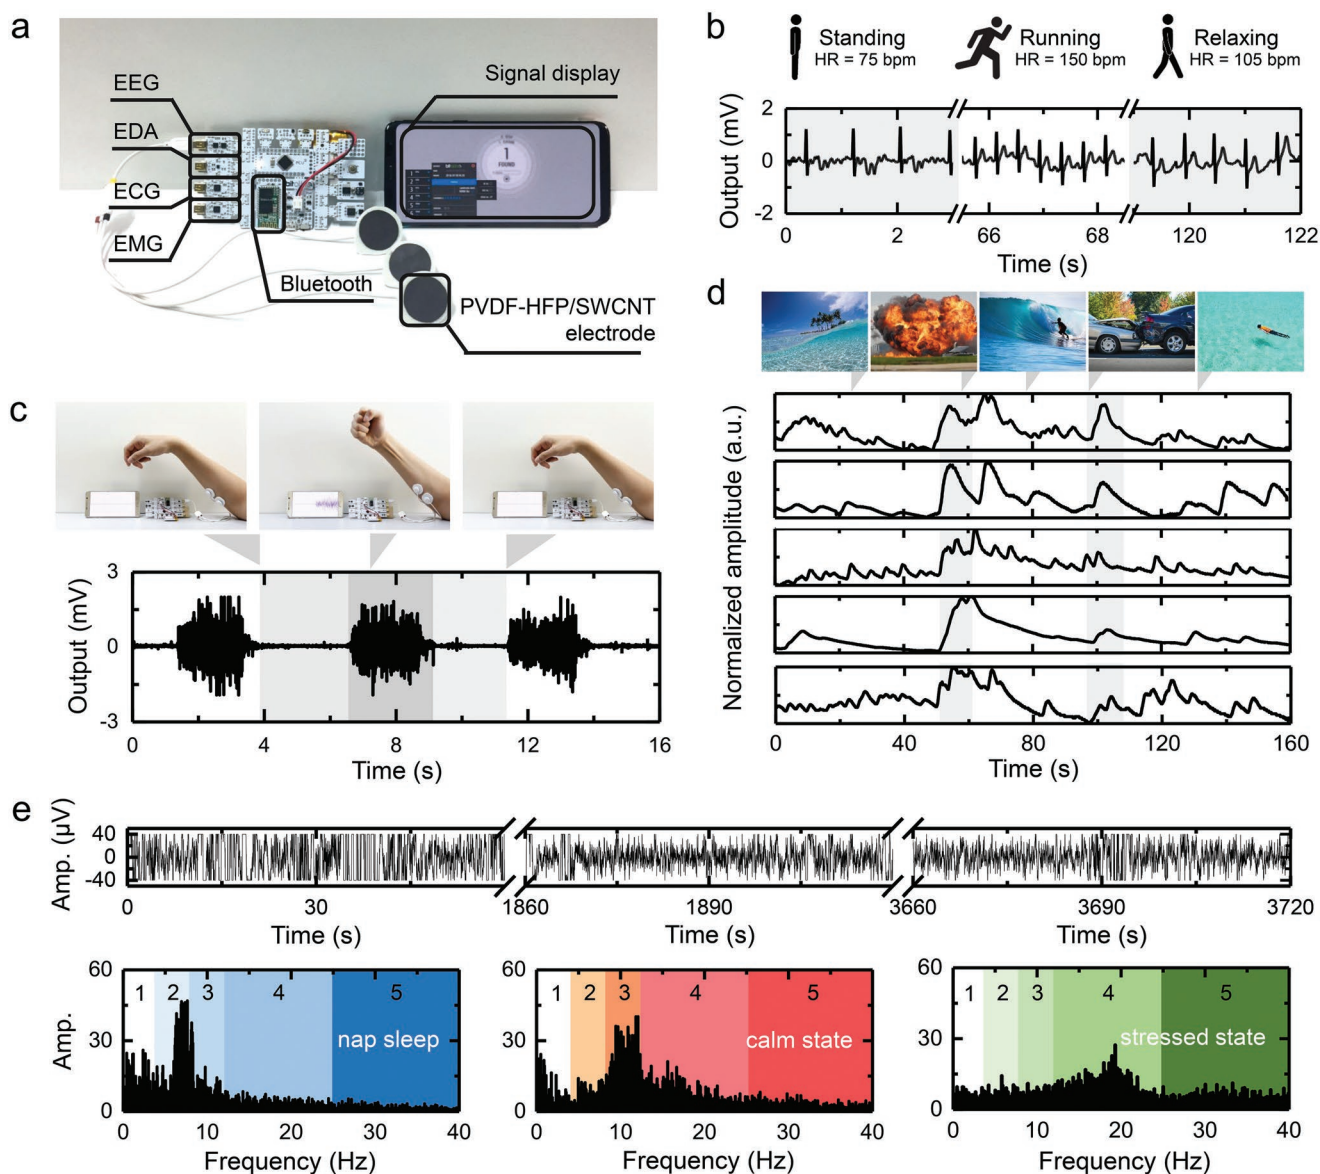 a
EEG
EDA
ECG
EMG
Signal display
1
FOUND
Bluetooth
PVDF-HFP/SWCNT
electrode
b
Standing
HR = 75 bpm
Running
HR = 150 bpm
Relaxing
HR = 105 bpm
Output (mV)
2
0
-2
0 2 66 68 120 122
Time (s)
c
Output (mV)
3
0
-3
0 4 8 12 16
Time (s)
d
Normalized amplitude (a.u.)
0 40 80 120 160
Time (s)
e
Amp. (µV)
40
0
-40
0 30 1860 1890 3660 3690 3720
Time (s) Time (s) Time (s)
Amp.
60
30
0
1 2 3 4 5
nap sleep
0 10 20 30 40
Frequency (Hz)
60
30
0
1 2 3 4 5
calm state
0 10 20 30 40
Frequency (Hz)
60
30
0
1 2 3 4 5
stressed state
0 10 20 30 40
Frequency (Hz)